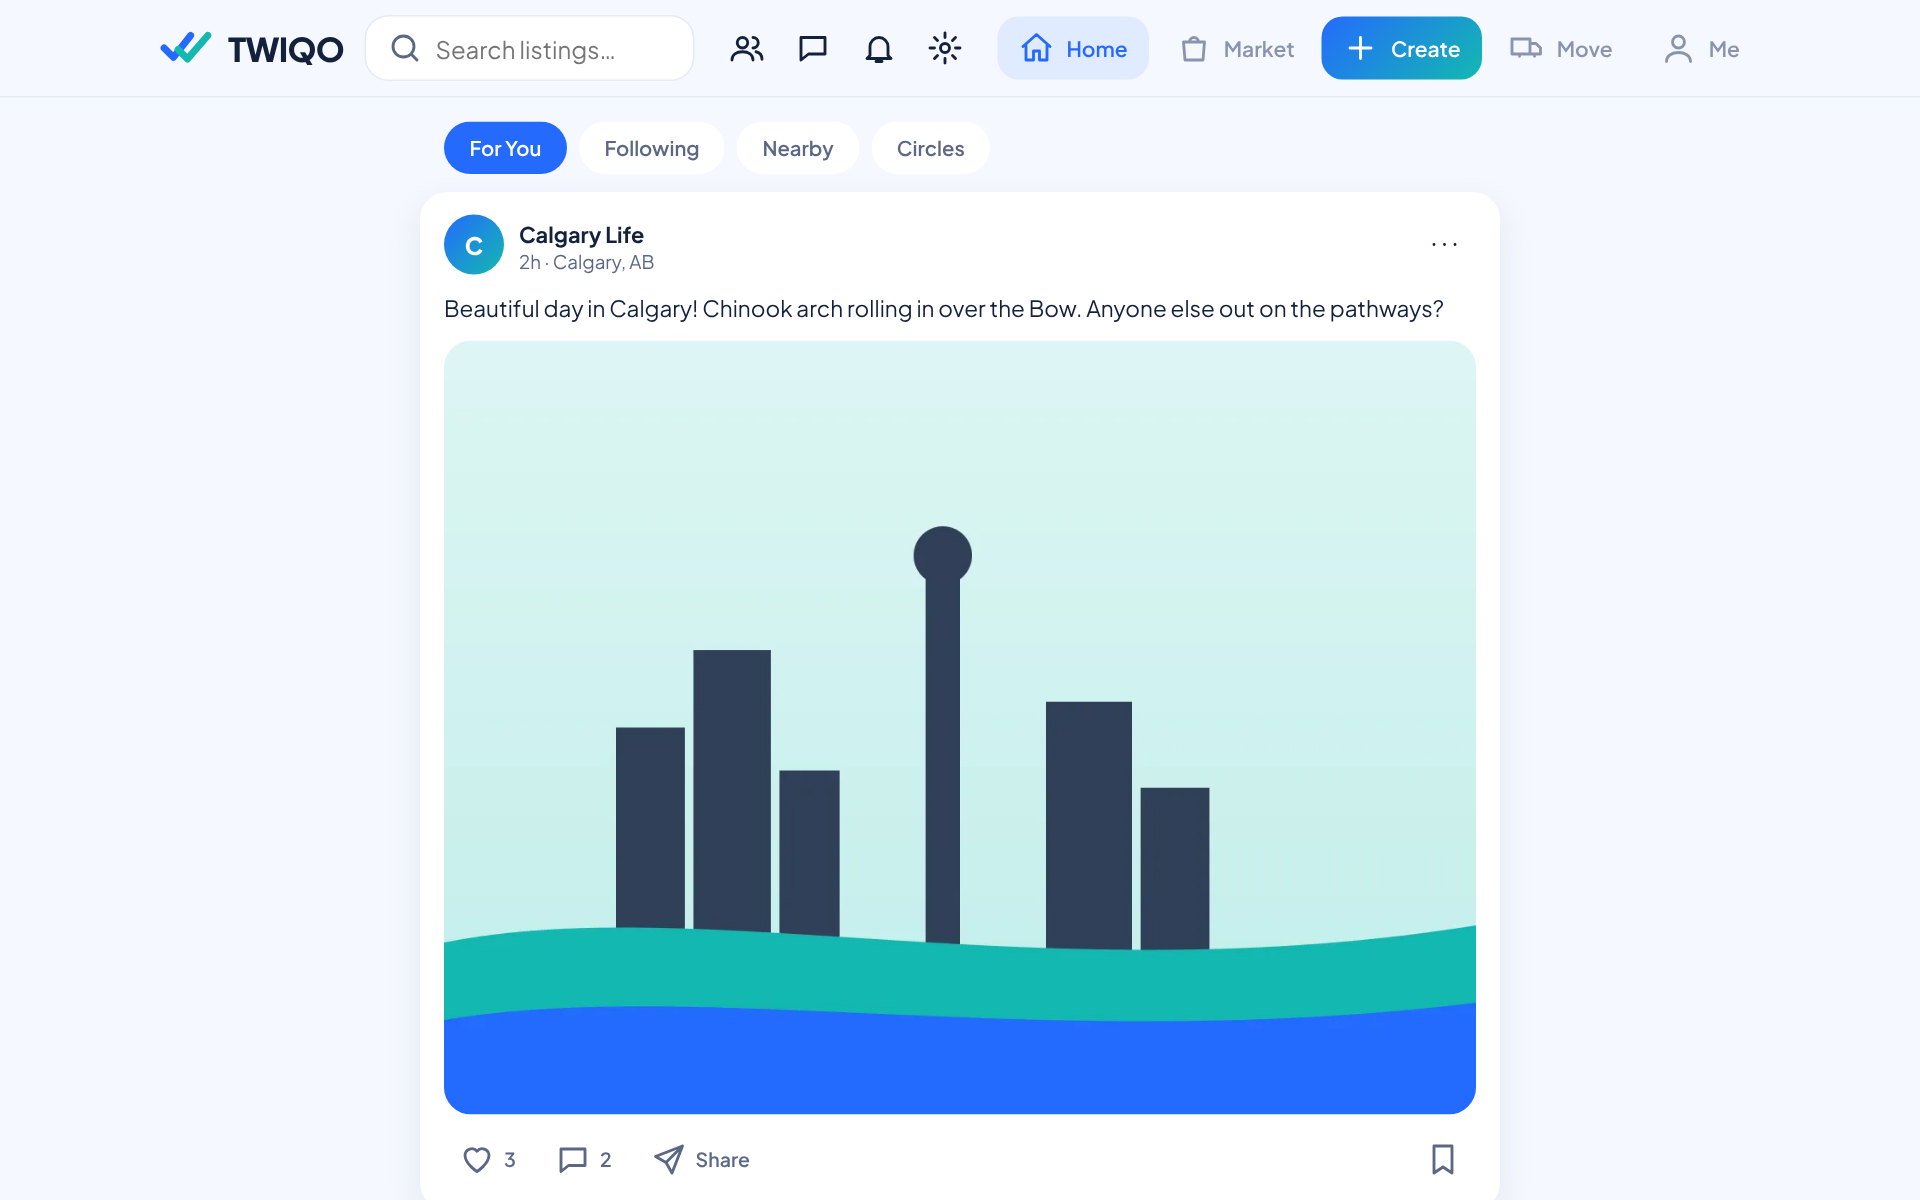 TWIQO
Search listings...
Home
Market
Create
Move
Me
For You
Following
Nearby
Circles
C
Calgary Life
2h · Calgary, AB
Beautiful day in Calgary! Chinook arch rolling in over the Bow. Anyone else out on the pathways?
3
2
Share